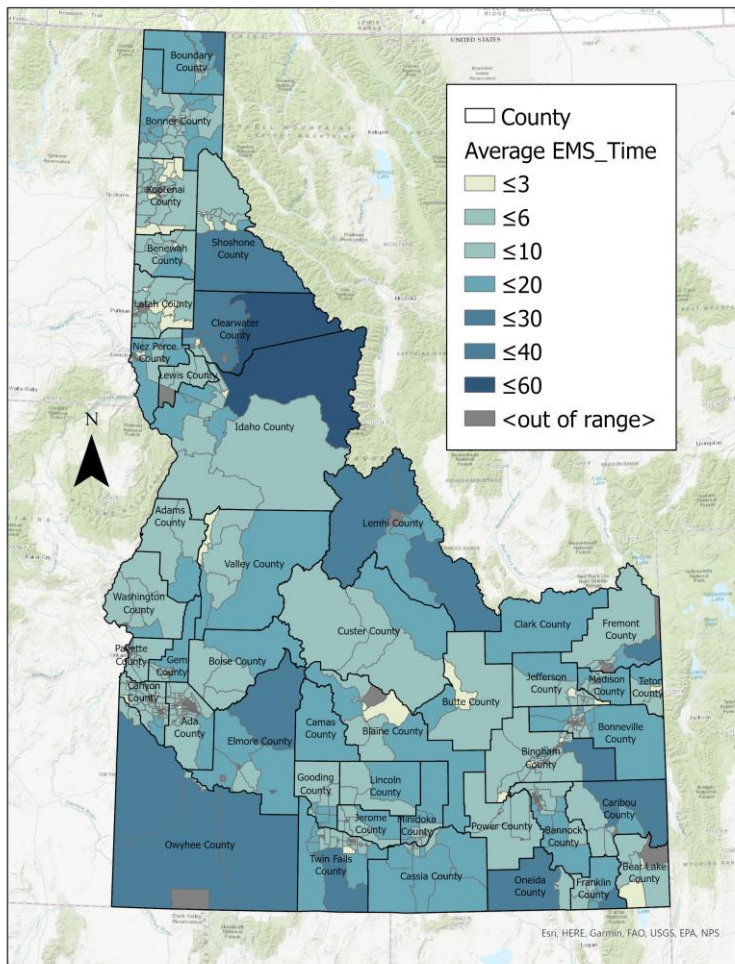 UNITED STATES
Boundary
County
Bonner County
Kootenai
County
Benewah
County
Shoshone
County
Latah County
Clearwater
County
Nez Perce
County
Lewis County
Idaho County
Adams
County
Valley County
Lemhi County
Washington
County
Custer County
Clark County
Fremont
County
Payette
County
Gem
County
Boise County
Jefferson
County
Madison
County
Teton
County
Canyon
County
Ada
County
Elmore County
Camas
County
Blaine County
Butte County
Bonneville
County
Bingham
County
Gooding
County
Lincoln
County
Caribou
County
Jerome
County
Minidoka
County
Power County
Bannock
County
Owyhee County
Twin Falls
County
Cassia County
Oneida
County
Franklin
County
Bear Lake
County
N
County
Average EMS_Time
≤3
≤6
≤10
≤20
≤30
≤40
≤60
<out of range>
Esri, HERE, Garmin, FAO, USGS, EPA, NPS